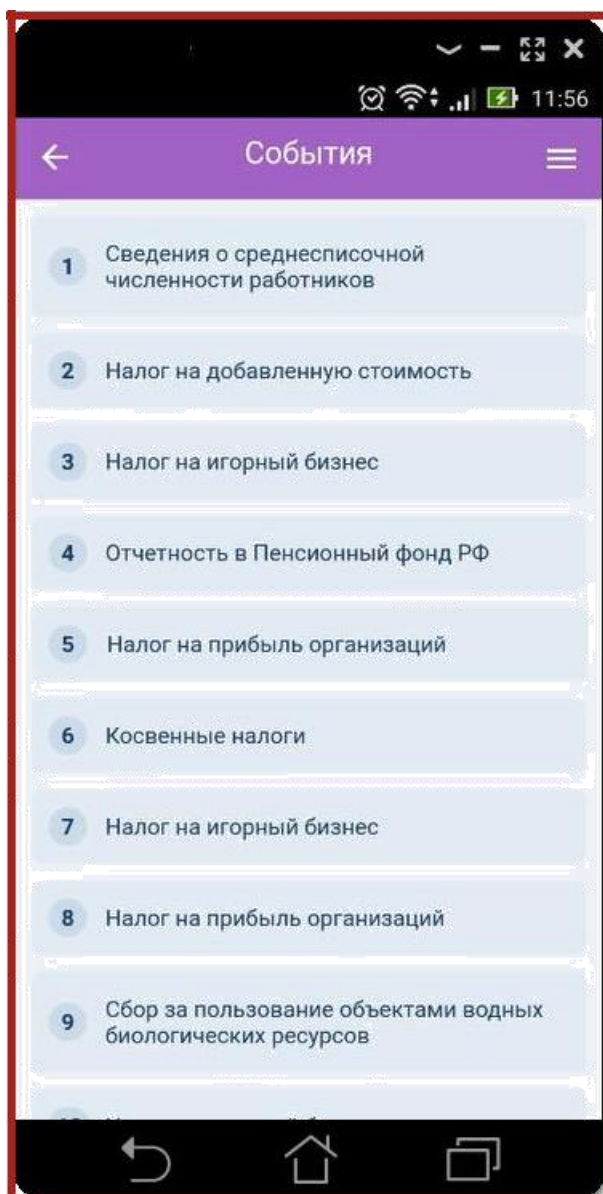 11:56
События
1
Сведения о среднесписочной
численности работников
2 Налог на добавленную стоимость
3 Налог на игорный бизнес
4 Отчетность в Пенсионный фонд РФ
5 Налог на прибыль организаций
6 Косвенные налоги
7 Налог на игорный бизнес
8 Налог на прибыль организаций
9
Сбор за пользование объектами водных
биологических ресурсов